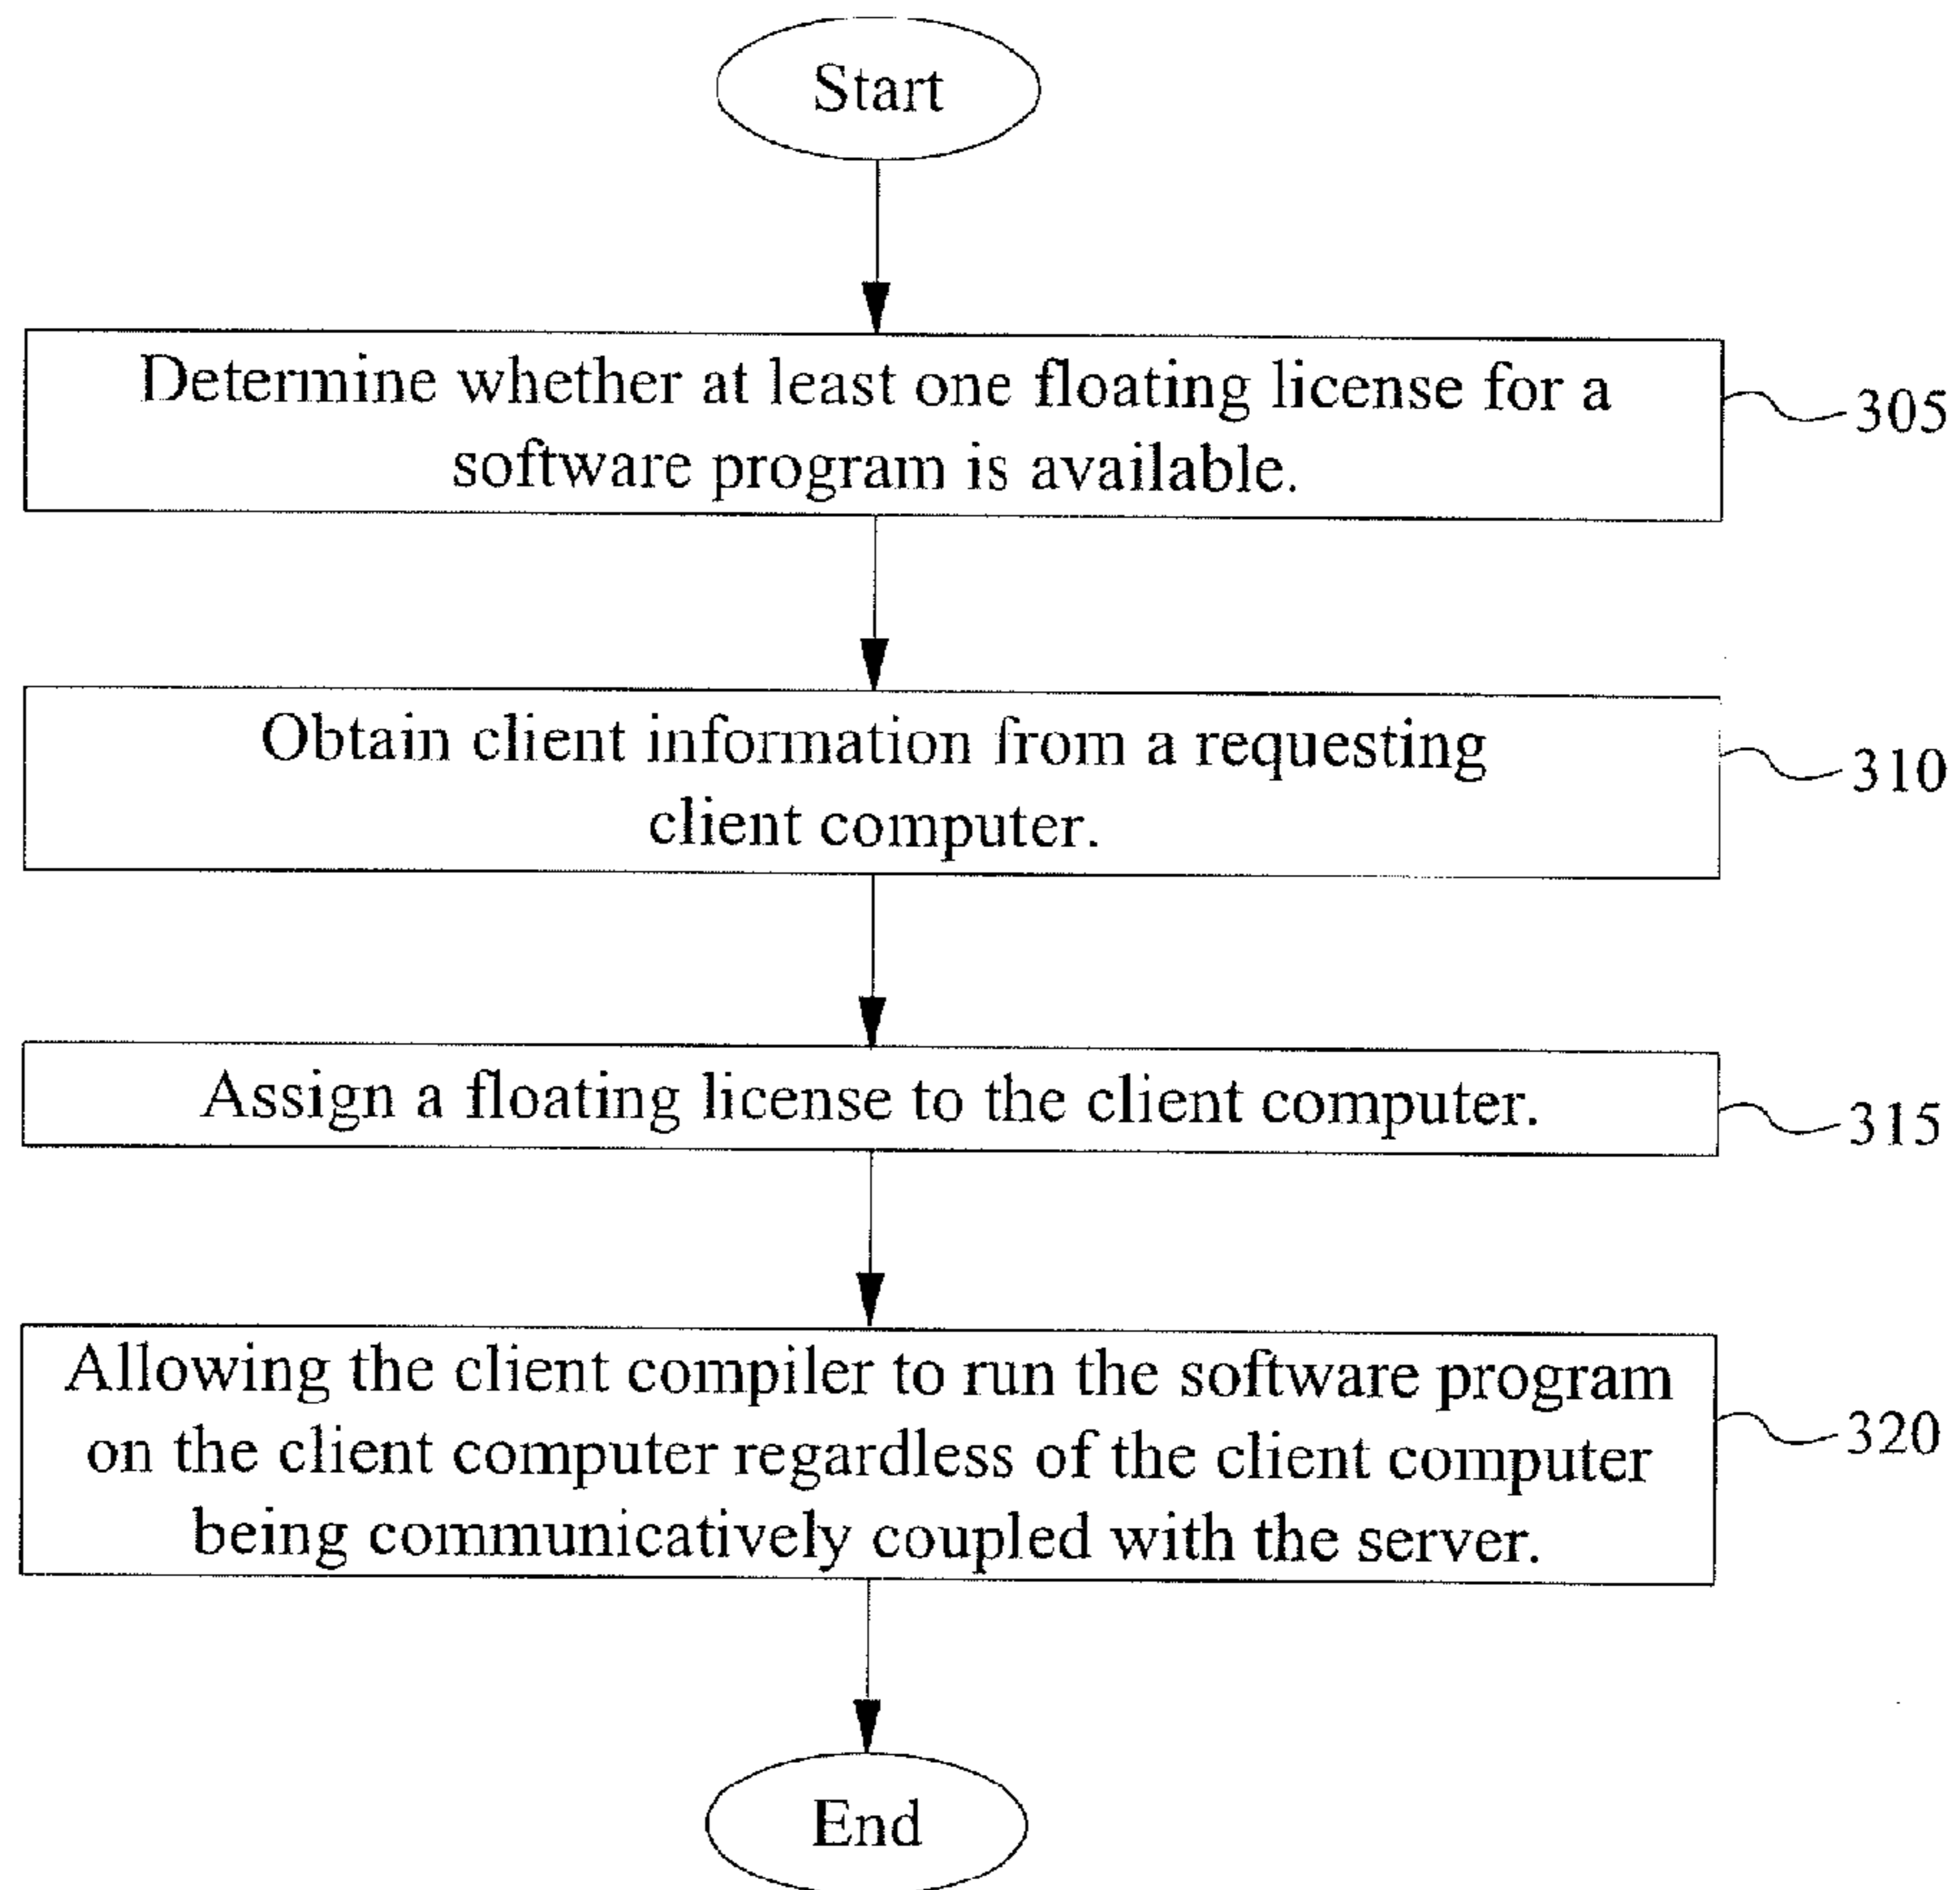 Start
Determine whether at least one floating license for a
software program is available.
305
Obtain client information from a requesting
client computer.
310
Assign a floating license to the client computer.
315
Allowing the client compiler to run the software program
on the client computer regardless of the client computer
being communicatively coupled with the server.
320
End